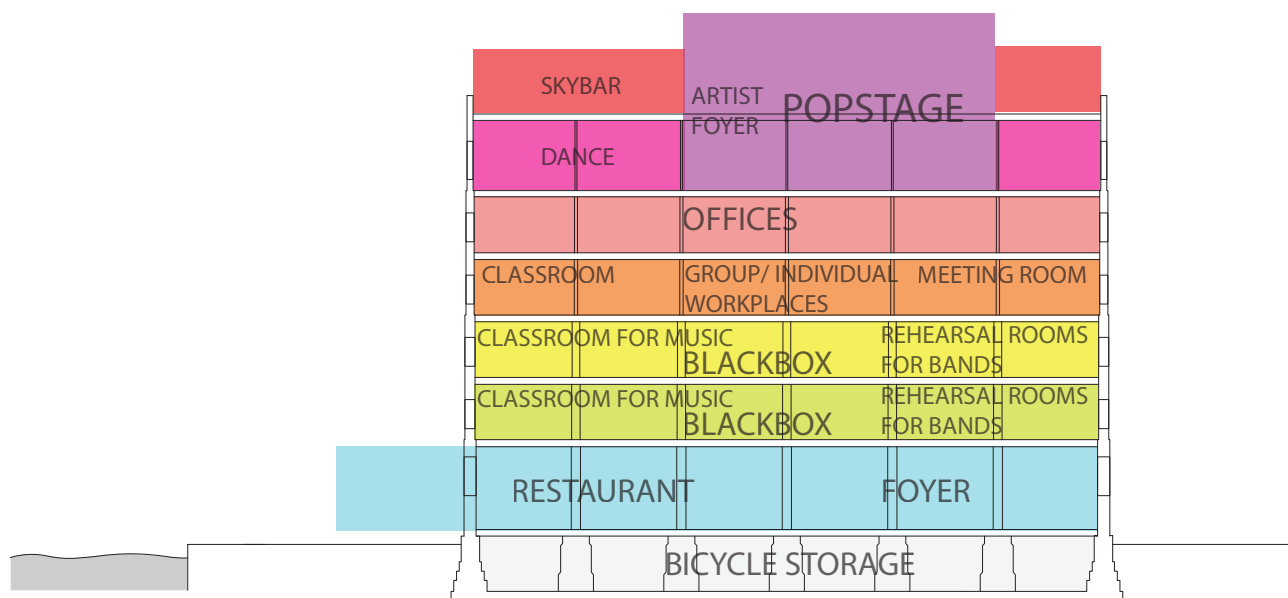 SKYBAR
ARTIST
FOYER
POPSTAGE
DANCE
OFFICES
CLASSROOM
GROUP/ INDIVIDUAL
WORKPLACES
MEETING ROOM
CLASSROOM FOR MUSIC
BLACKBOX
REHEARSAL ROOMS
FOR BANDS
CLASSROOM FOR MUSIC
BLACKBOX
REHEARSAL ROOMS
FOR BANDS
RESTAURANT
FOYER
BICYCLE STORAGE